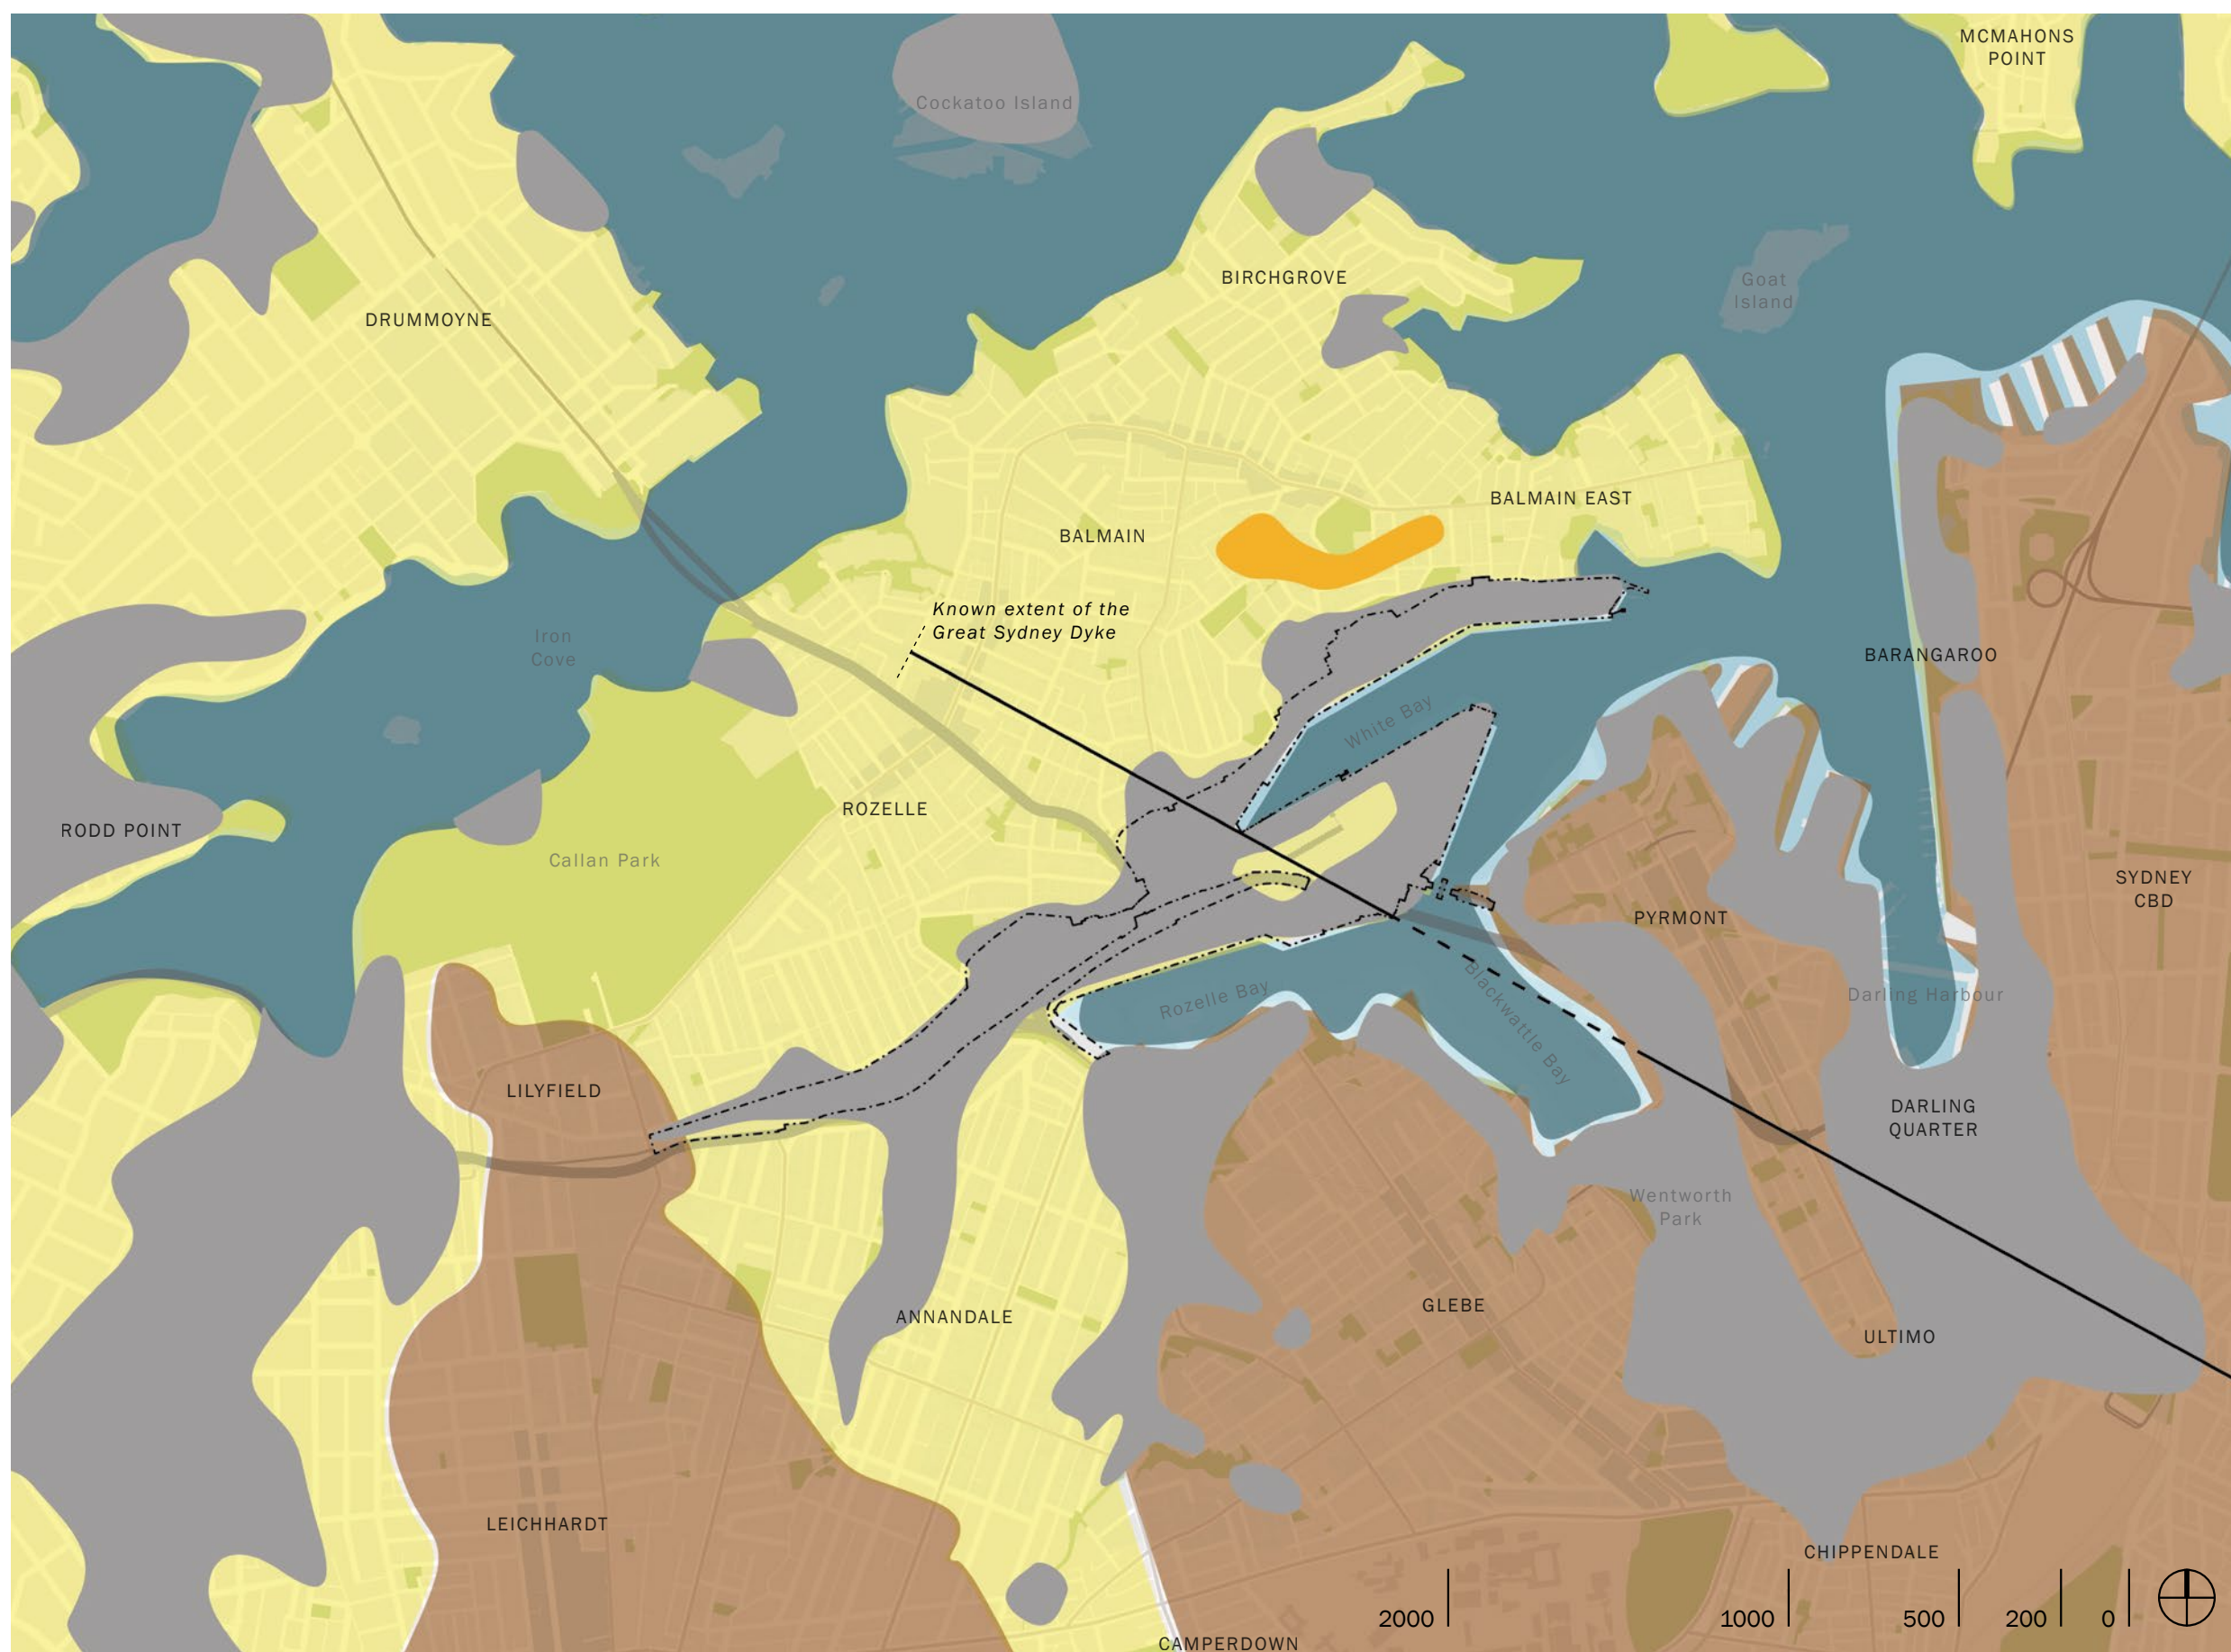 MCMAHONS
POINT
Cockatoo Island
BIRCHGROVE
Goat
Island
DRUMMOYNE
BALMAIN EAST
BALMAIN
Known extent of the
Great Sydney Dyke
Iron
Cove
BARANGAROO
White Bay
ROZELLE
RODD POINT
Callan Park
SYDNEY
CBD
PYRMONT
Rozelle Bay
Blackwattle Bay
Darling Harbour
LILYFIELD
DARLING
QUARTER
Wentworth
Park
GLEBE
ANNANDALE
ULTIMO
LEICHHARDT
CHIPPENDALE
2000 1000 500 200 0
CAMPERDOWN